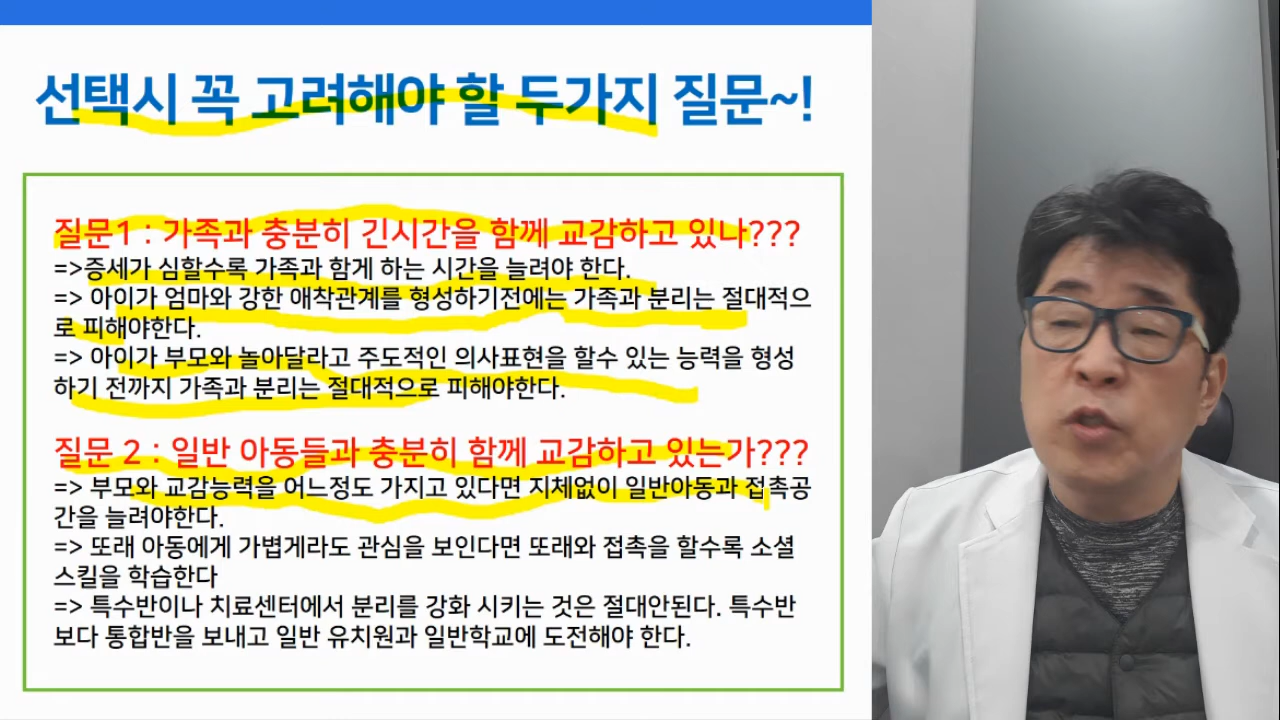 선택시 꼭 고려해야 할 두가지 질문~!
질문1 : 가족과 충분히 긴시간을 함께 교감하고 있나???
=>증세가 심할수록 가족과 함게 하는 시간을 늘려야 한다.
=> 아이가 엄마와 강한 애착관계를 형성하기전에는 가족과 분리는 절대적으
로 피해야한다.
=> 아이가 부모와 놀아달라고 주도적인 의사표현을 할수 있는 능력을 형성
하기 전까지 가족과 분리는 절대적으로 피해야한다.
질문 2 : 일반 아동들과 충분히 함께 교감하고 있는가???
=> 부모와 교감능력을 어느정도 가지고 있다면 지체없이 일반아동과 접촉공
간을 늘려야한다.
=> 또래 아동에게 가볍게라도 관심을 보인다면 또래와 접촉을 할수록 소셜
스킬을 학습한다
=> 특수반이나 치료센터에서 분리를 강화 시키는 것은 절대안된다. 특수반
보다 통합반을 보내고 일반 유치원과 일반학교에 도전해야 한다.